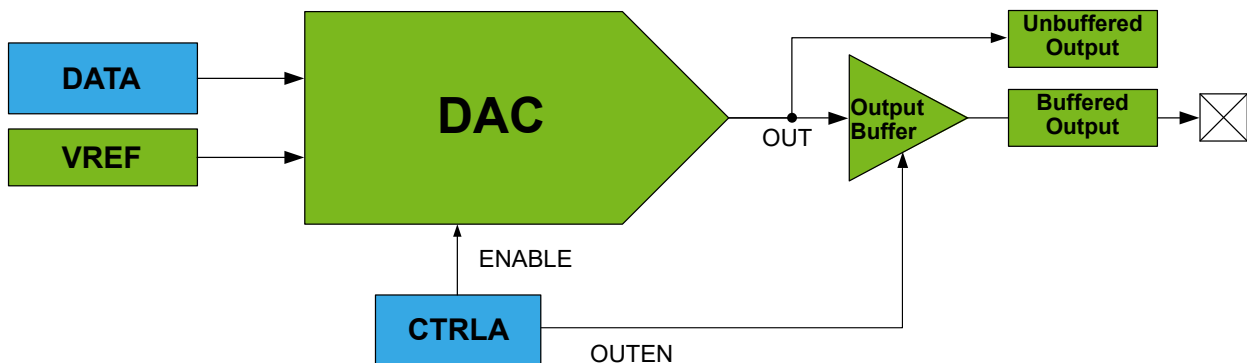 Unbuffered
Output
DATA
DAC
Output
Buffer
Buffered
Output
OUT
VREF
ENABLE
CTRLA
OUTEN